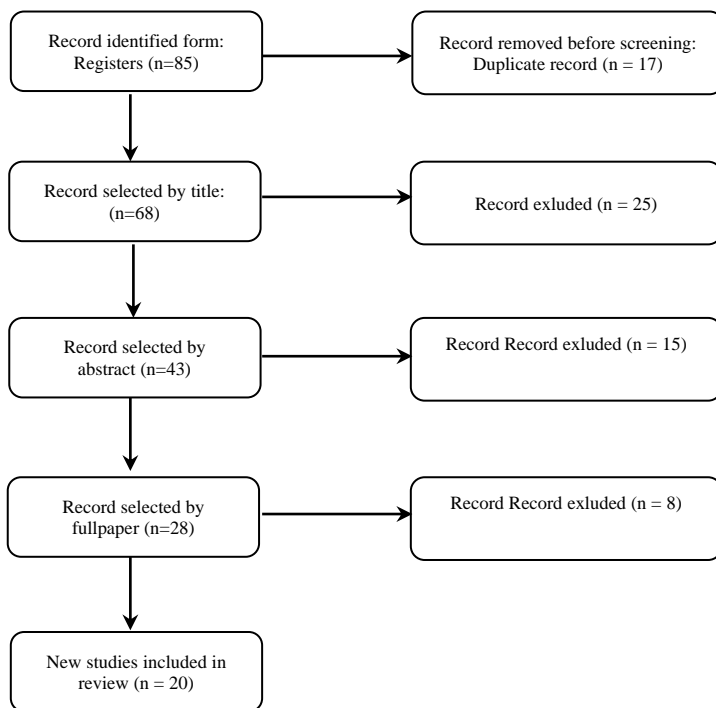 Record identified form:
Registers (n=85)
Record removed before screening:
Duplicate record (n = 17)
Record selected by title:
(n=68)
Record exluded (n = 25)
Record selected by
abstract (n=43)
Record Record exluded (n = 15)
Record selected by
fullpaper (n=28)
Record Record exluded (n = 8)
New studies included in
review (n = 20)